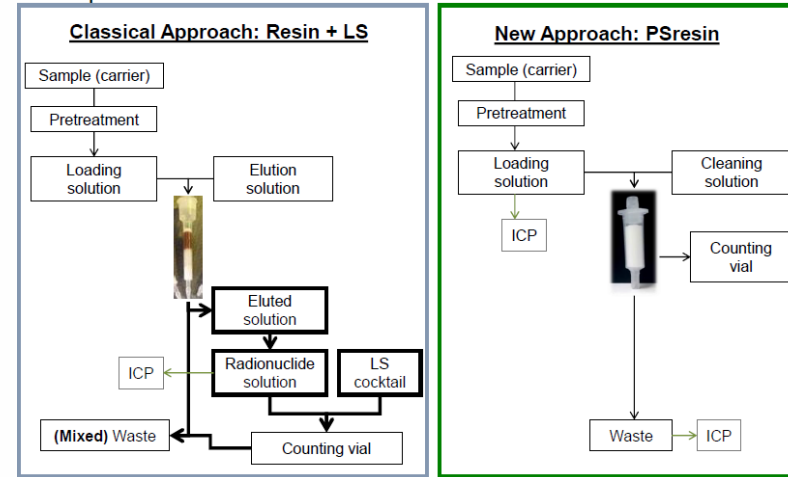 Classical Approach: Resin + LS
Sample (carrier)
Pretreatment
Loading
solution
Elution
solution
Eluted
solution
Radionuclide
solution
LS
cocktail
ICP
(Mixed) Waste
Counting vial
New Approach: PSresin
Sample (carrier)
Pretreatment
Loading
solution
Cleaning
solution
ICP
Counting
vial
Waste
ICP